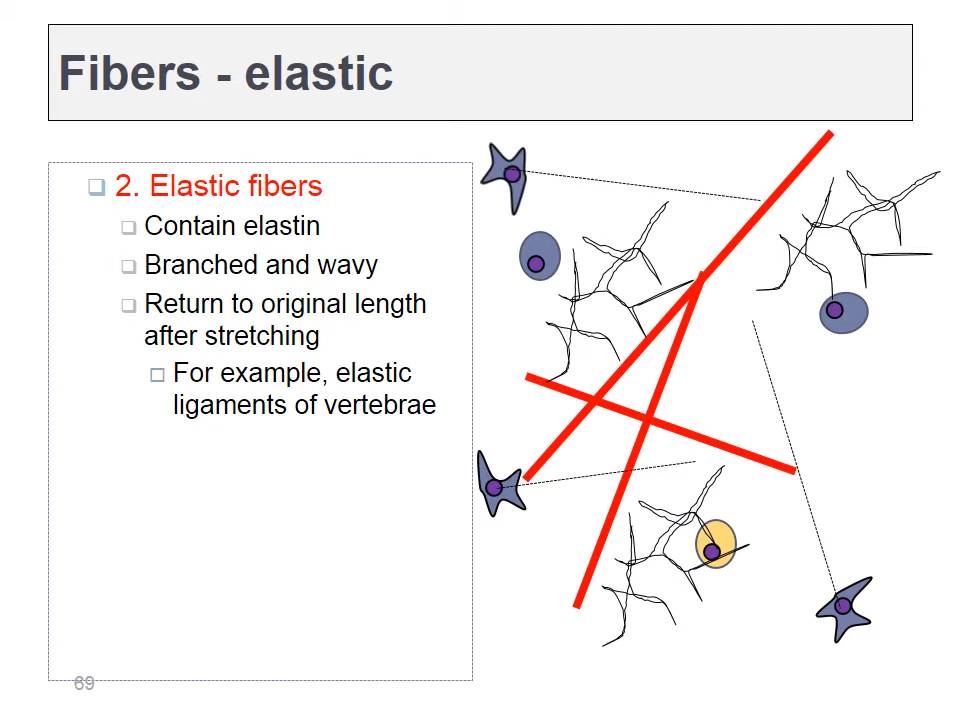 Fibers - elastic
2. Elastic fibers
Contain elastin
Branched and wavy
Return to original length
after stretching
For example, elastic
ligaments of vertebrae
69